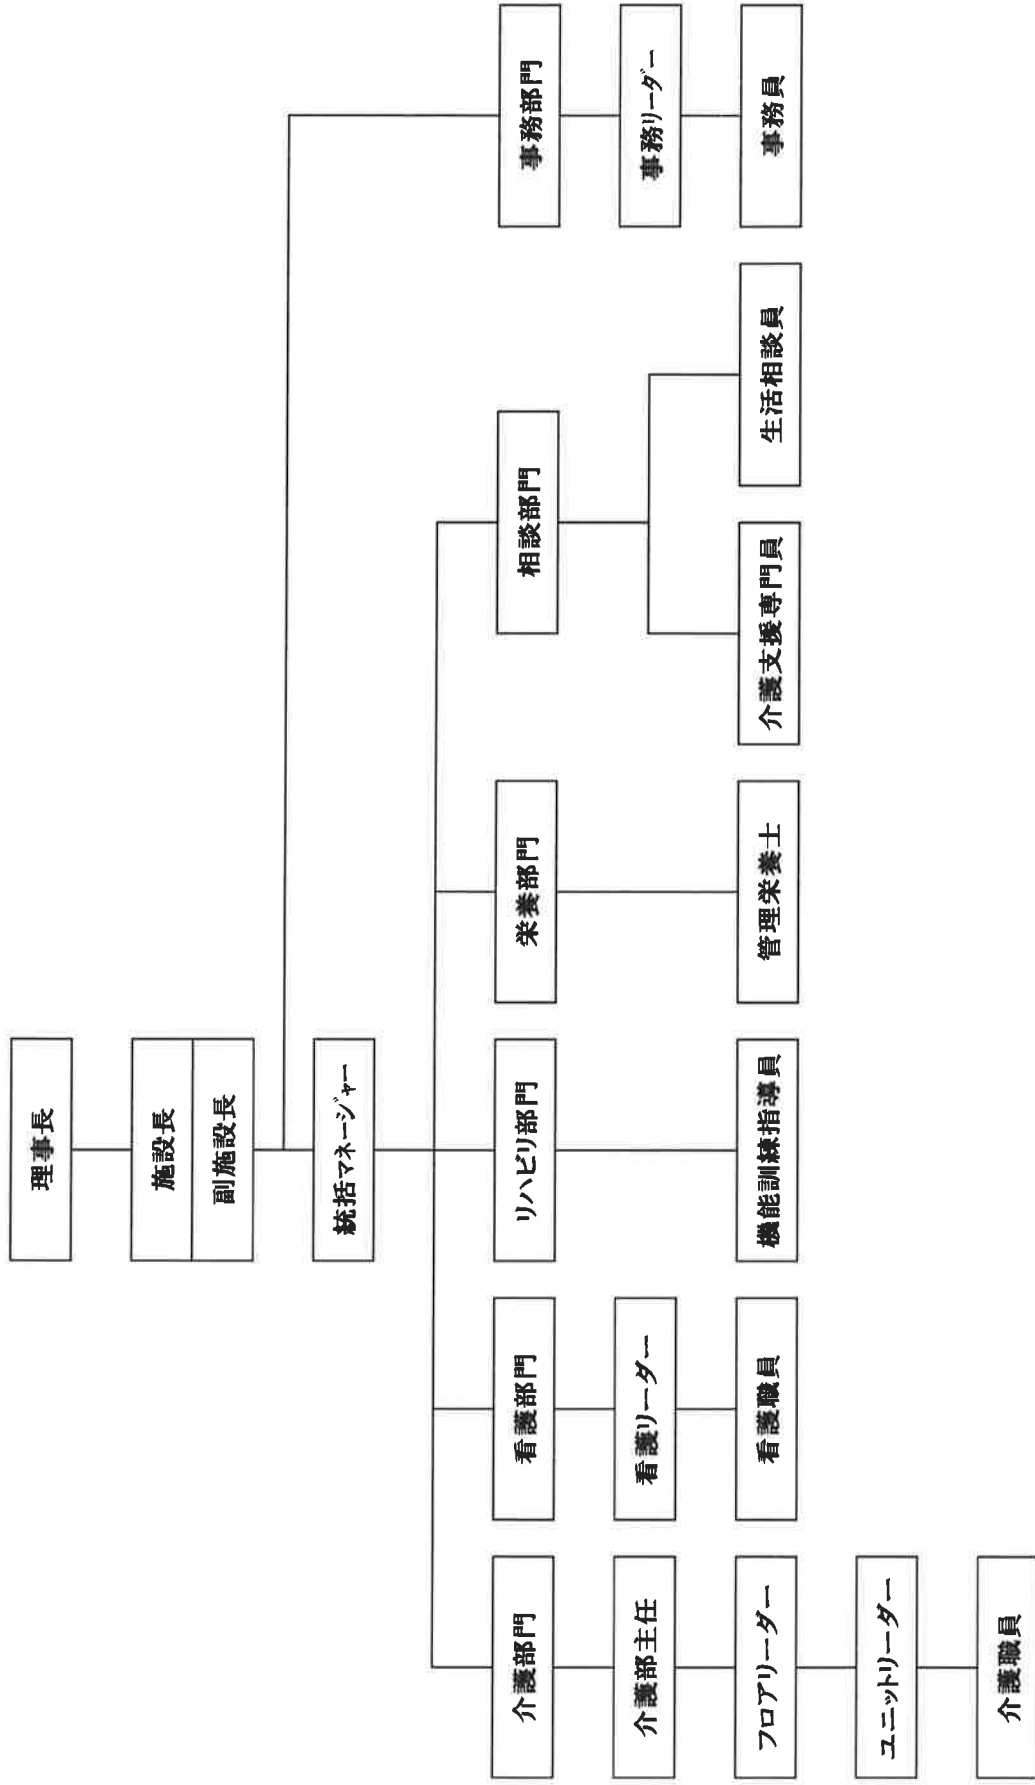 理事長
施設長
副施設長
統括マネージャー
介護部門
看護部門
リハビリ部門
栄養部門
相談部門
事務部門
介護部主任
看護リーダー
事務リーダー
フロアリーダー
看護職員
機能訓練指導員
管理栄養士
介護支援専門員
生活相談員
事務員
ユニットリーダー
介護職員